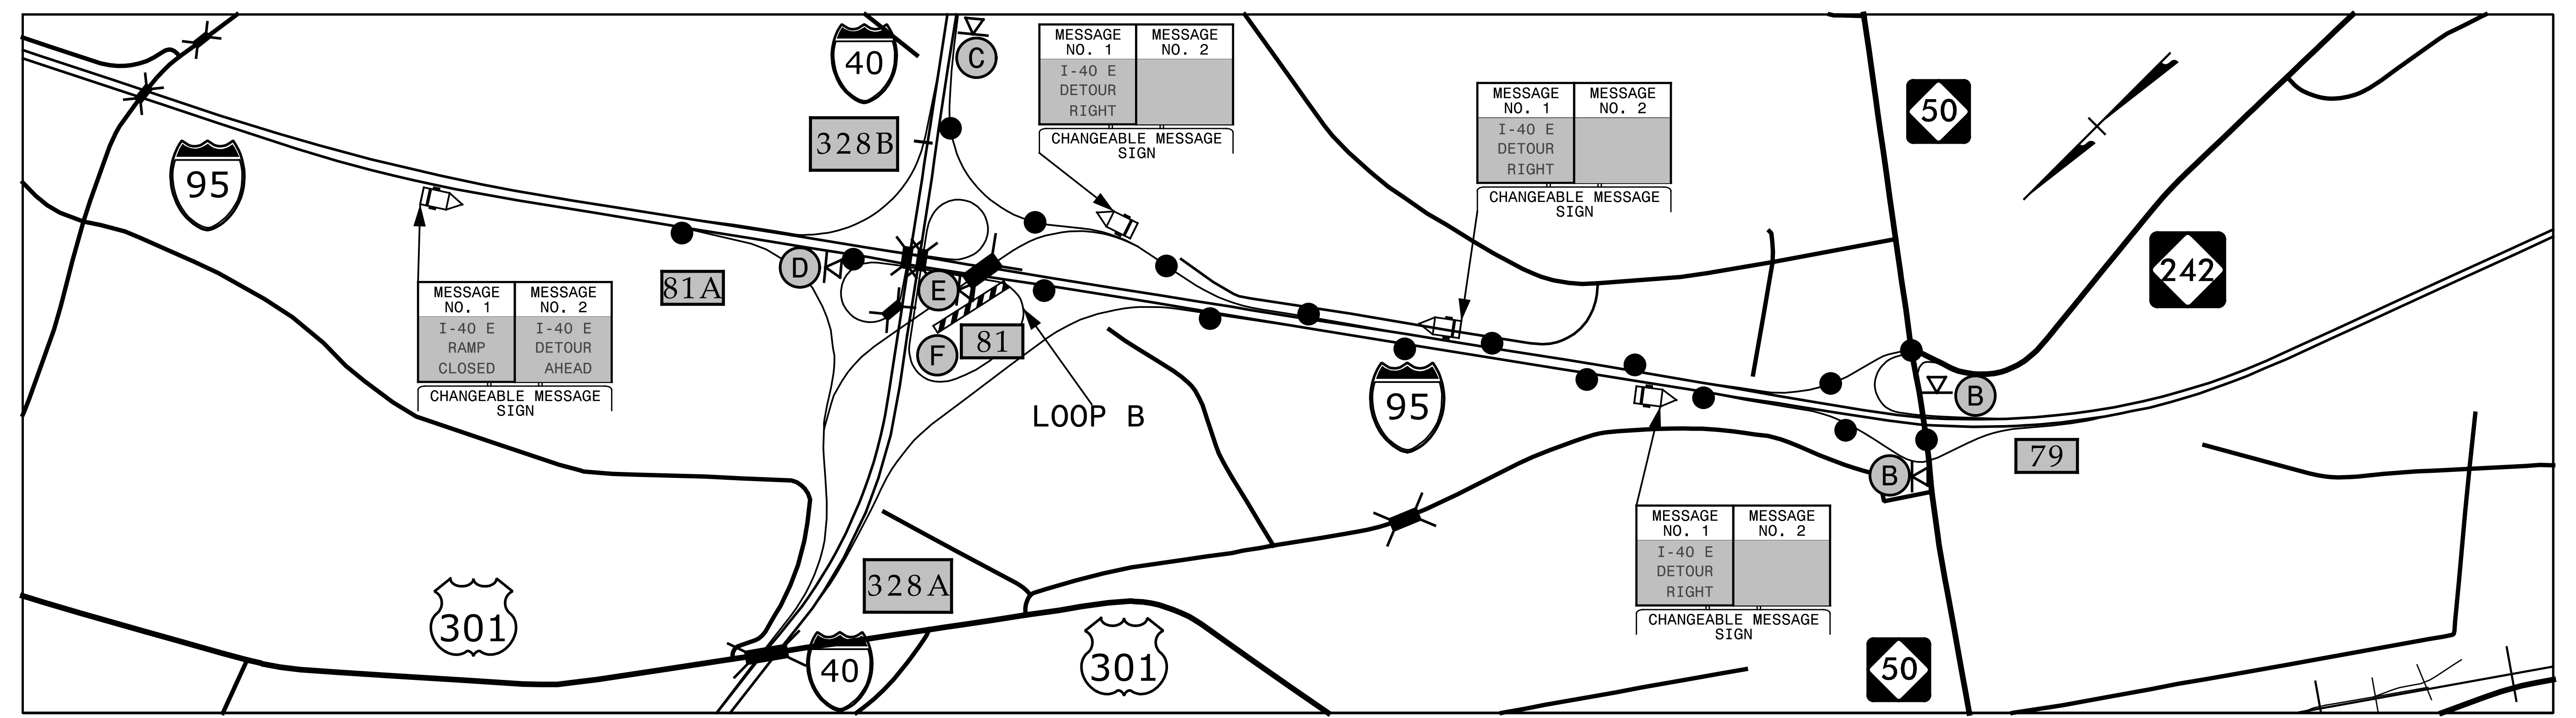 40
C
328B
MESSAGE NO. 1
MESSAGE NO. 2
I-40 E
DETOUR
RIGHT
CHANGEABLE MESSAGE
SIGN
MESSAGE NO. 1
MESSAGE NO. 2
I-40 E
DETOUR
RIGHT
CHANGEABLE MESSAGE
SIGN
50
95
242
D
81A
E
81
F
MESSAGE NO. 1
MESSAGE NO. 2
I-40 E
RAMP
CLOSED
I-40 E
DETOUR
AHEAD
CHANGEABLE MESSAGE
SIGN
LOOP B
95
B
B
79
MESSAGE NO. 1
MESSAGE NO. 2
I-40 E
DETOUR
RIGHT
CHANGEABLE MESSAGE
SIGN
328A
301
40
301
50